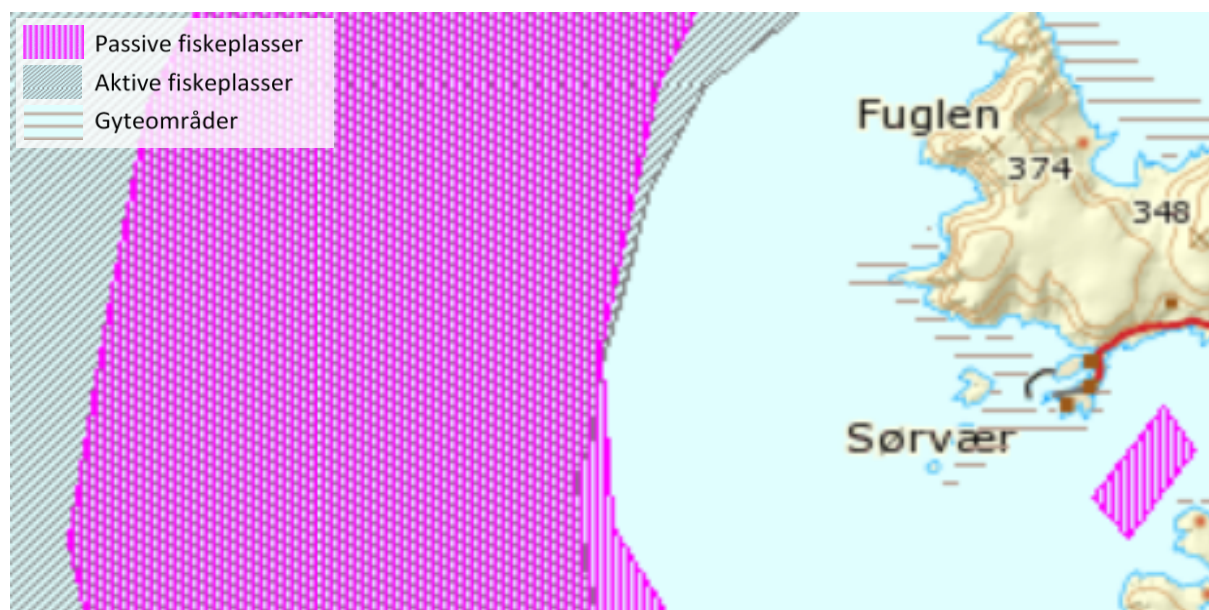 Passive fiskeplasser
Aktive fiskeplasser
Gyteområder
Fuglen
374
348
Sørvær